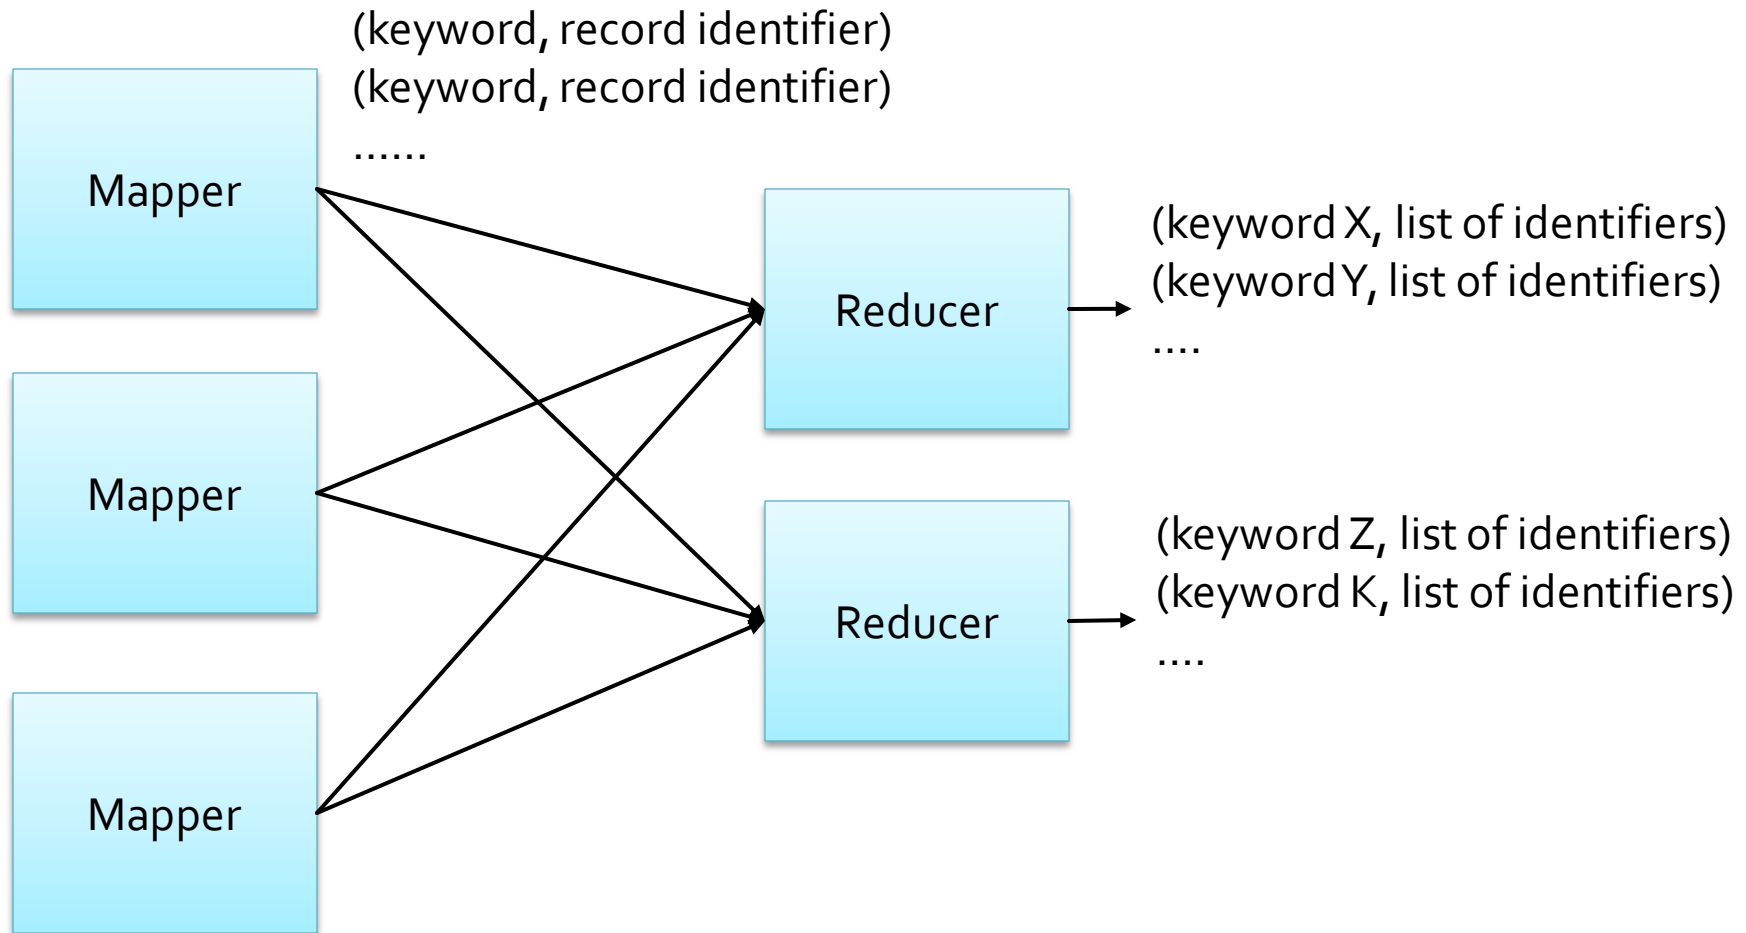 (keyword, record identifier)
(keyword, record identifier)
......
Mapper
Mapper
Mapper
Reducer
(keyword X, list of identifiers)
(keyword Y, list of identifiers)
....
Reducer
(keyword Z, list of identifiers)
(keyword K, list of identifiers)
....